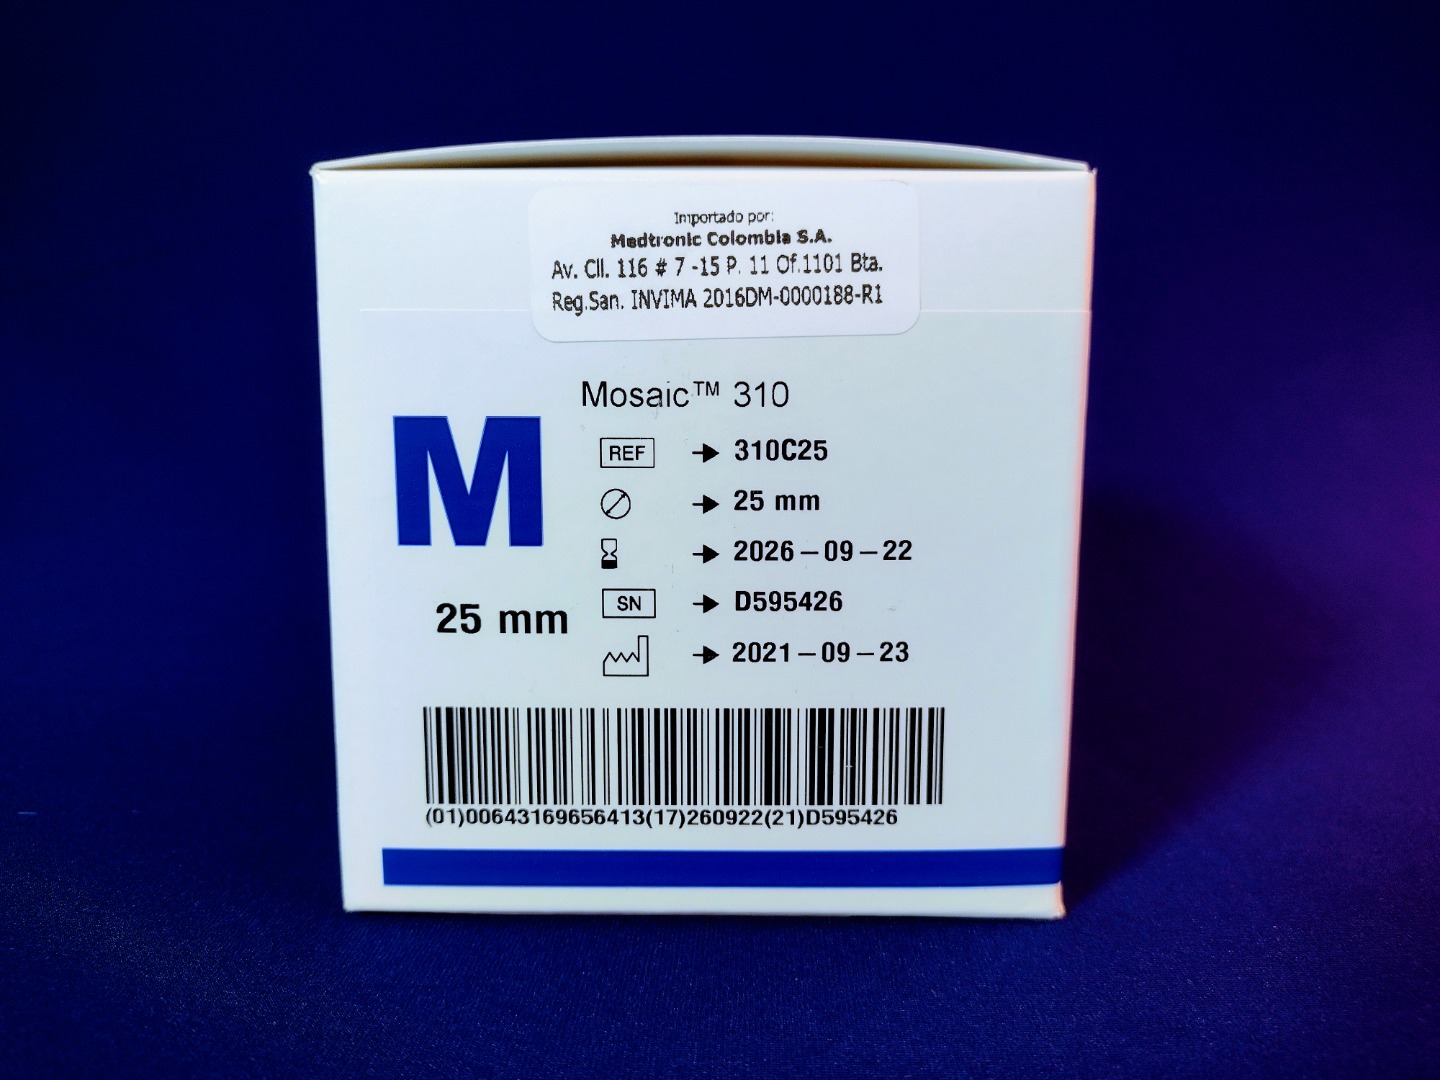 Importado por:
Medtronic Colombia S.A.
Av. Cll. 116 # 7 -15 P. 11 Of.1101 Bta.
Reg.San. INVIMA 2016DM-0000188-R1
Mosaic™ 310
M
25 mm
REF → 310C25
→ 25 mm
→ 2026-09-22
SN → D595426
→ 2021-09-23
(01)00643169656413(17)260922(21)D595426